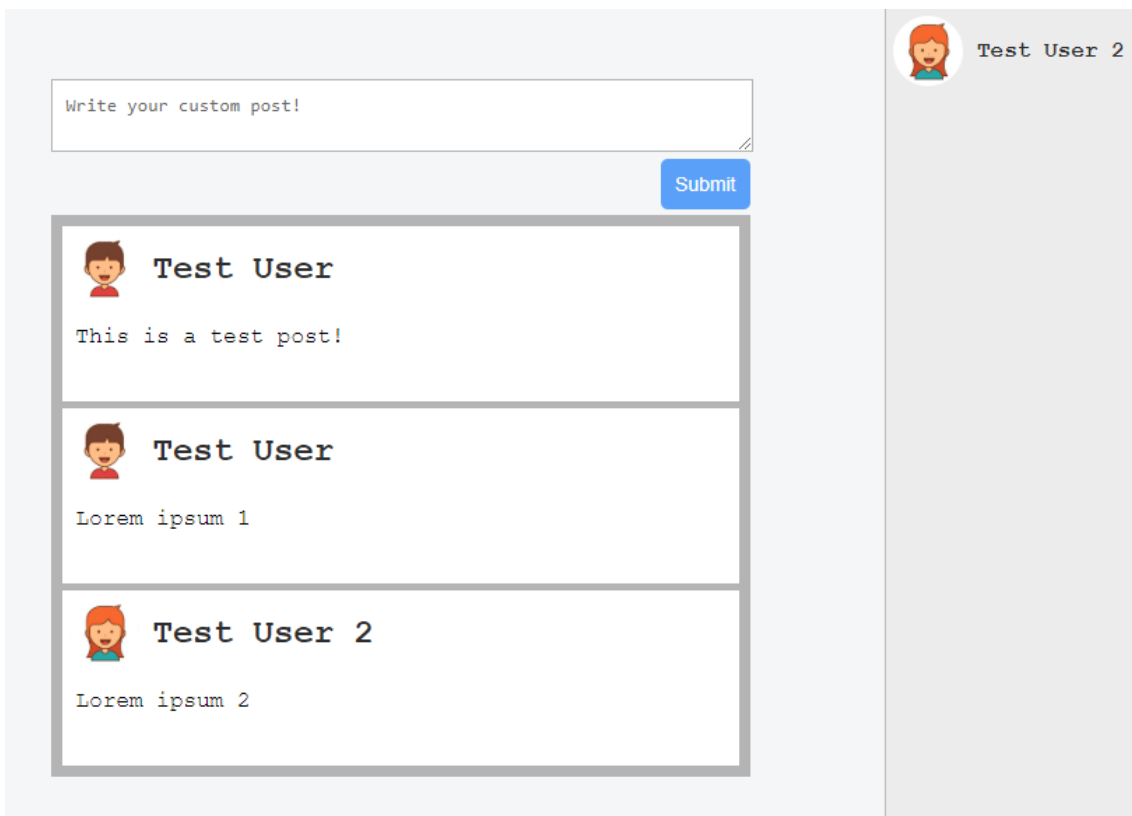 Test User 2
Write your custom post!
Submit
Test User
This is a test post!
Test User
Lorem ipsum 1
Test User 2
Lorem ipsum 2